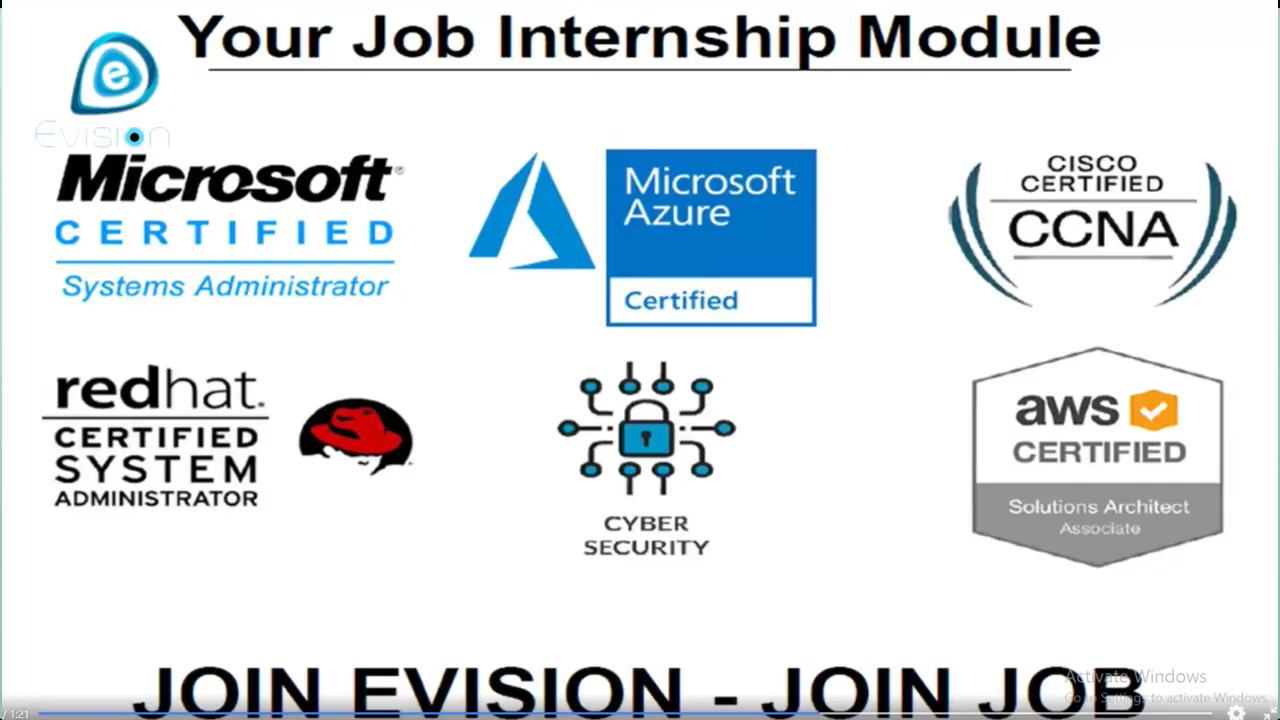 Your Job Internship Module
e
Evision
Microsoft®
CERTIFIED
Systems Administrator
Microsoft
Azure
Certified
CISCO
CERTIFIED
CCNA
redhat.
CERTIFIED
SYSTEM
ADMINISTRATOR
CYBER
SECURITY
aws
CERTIFIED
Solutions Architect
Associate
JOIN EVISION - JOIN JOB
Activate Windows
Go to Settings to activate Windows.
/ 1:21